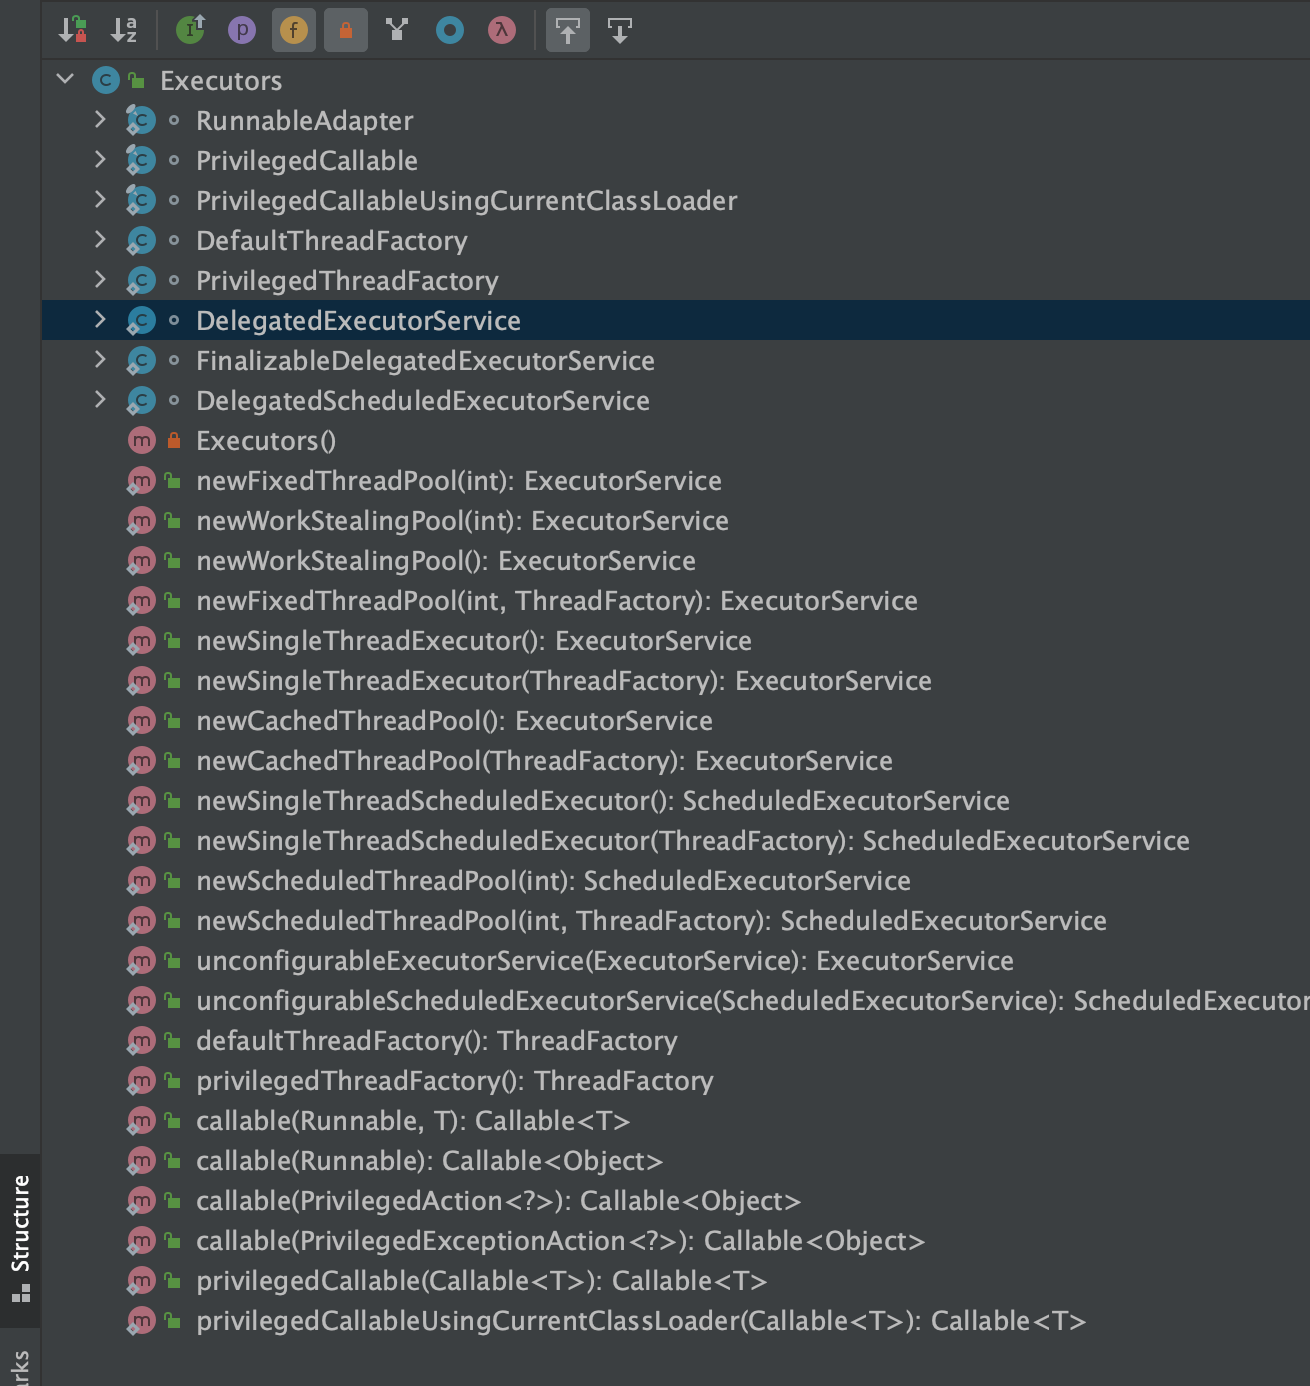 Executors
RunnableAdapter
PrivilegedCallable
PrivilegedCallableUsingCurrentClassLoader
DefaultThreadFactory
PrivilegedThreadFactory
DelegatedExecutorService
FinalizableDelegatedExecutorService
DelegatedScheduledExecutorService
Executors()
newFixedThreadPool(int): ExecutorService
newWorkStealingPool(int): ExecutorService
newWorkStealingPool(): ExecutorService
newFixedThreadPool(int, ThreadFactory): ExecutorService
newSingleThreadExecutor(): ExecutorService
newSingleThreadExecutor(ThreadFactory): ExecutorService
newCachedThreadPool(): ExecutorService
newCachedThreadPool(ThreadFactory): ExecutorService
newSingleThreadScheduledExecutor(): ScheduledExecutorService
newSingleThreadScheduledExecutor(ThreadFactory): ScheduledExecutorService
newScheduledThreadPool(int): ScheduledExecutorService
newScheduledThreadPool(int, ThreadFactory): ScheduledExecutorService
unconfigurableExecutorService(ExecutorService): ExecutorService
unconfigurableScheduledExecutorService(ScheduledExecutorService): ScheduledExecutor
defaultThreadFactory(): ThreadFactory
privilegedThreadFactory(): ThreadFactory
callable(Runnable, T): Callable<T>
callable(Runnable): Callable<Object>
callable(PrivilegedAction<?>): Callable<Object>
callable(PrivilegedExceptionAction<?>): Callable<Object>
privilegedCallable(Callable<T>): Callable<T>
privilegedCallableUsingCurrentClassLoader(Callable<T>): Callable<T>
Structure
arks